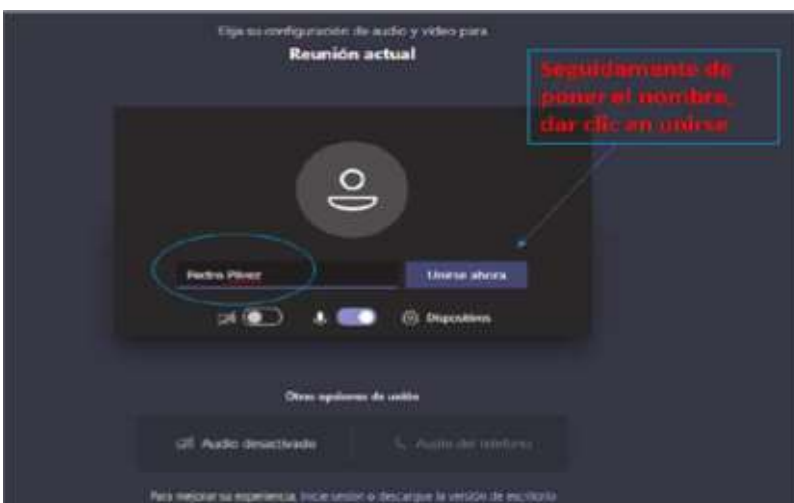 Elija su configuración de audio y vídeo para
Reunión actual
Seguidamente de
poner el nombre,
dar clic en unirse
Pedro Pérez
Unirse ahora
Dispositivos
Otras opciones de unión
Audio desactivado
Audio del teléfono
Para mejorar su experiencia, inicie sesión o descargue la versión de escritorio